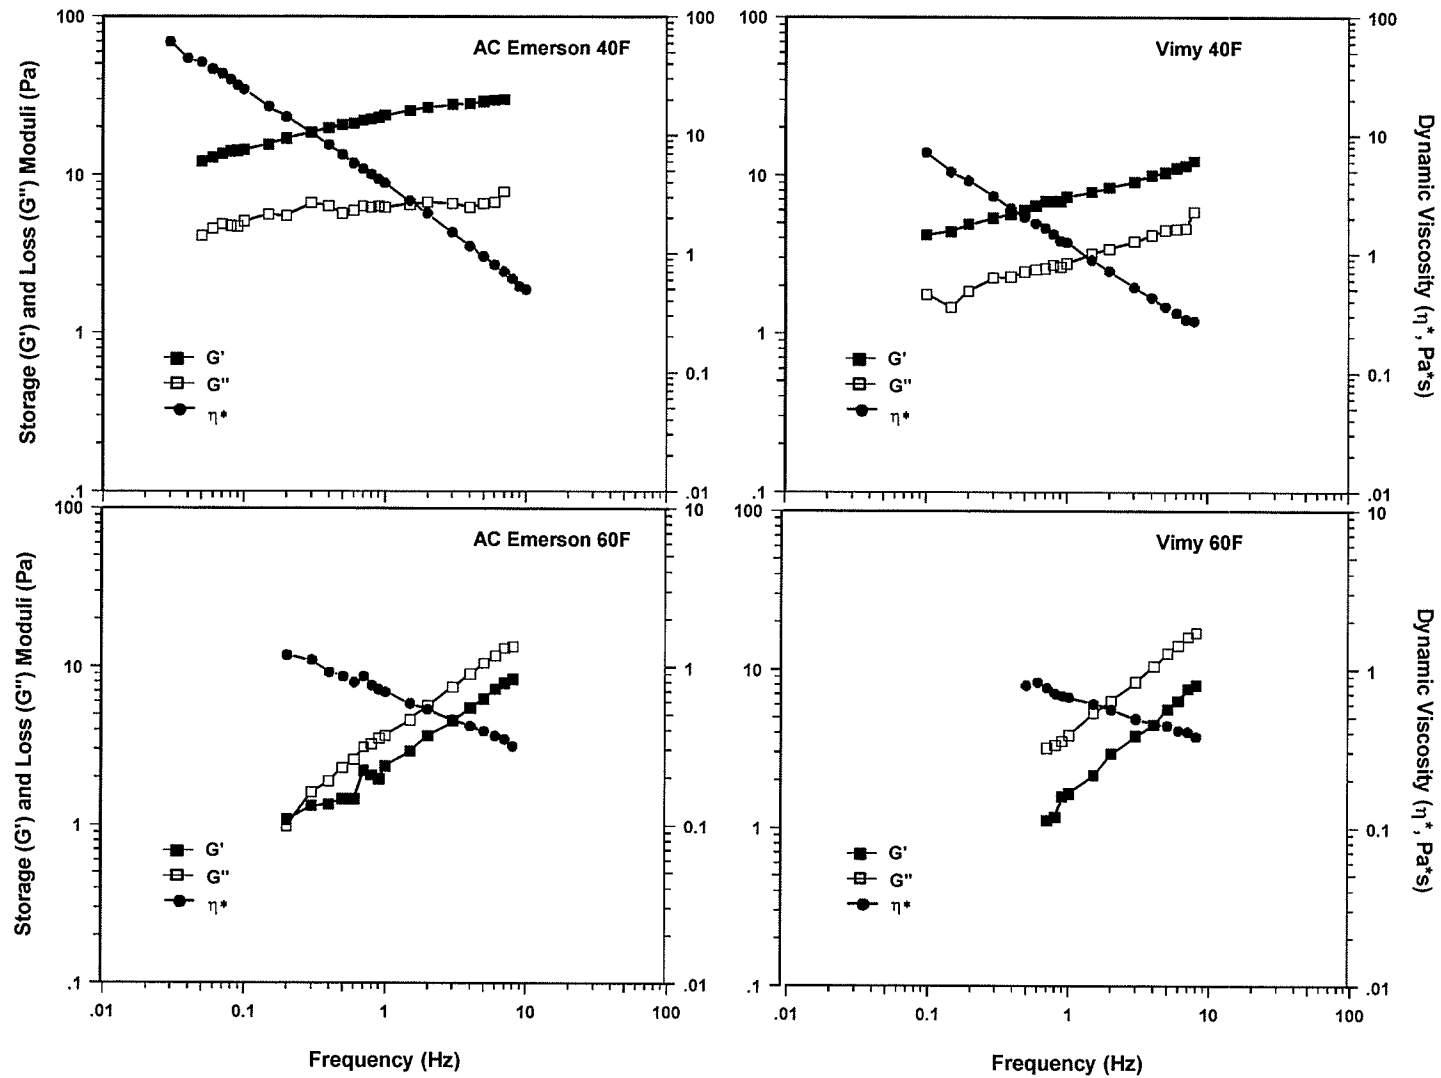 AC Emerson 40F
100
10
1
.1
100
10
1
0.1
.01
Storage (G') and Loss (G'') Moduli (Pa)
G'
G''
η*
Vimy 40F
100
10
1
.1
100
10
1
0.1
.01
Dynamic Viscosity (η*, Pa*s)
G'
G''
η*
AC Emerson 60F
100
10
1
.1
10
1
0.1
.01
Storage (G') and Loss (G'') Moduli (Pa)
G'
G''
η*
.01
0.1
1
10
100
Frequency (Hz)
Vimy 60F
100
10
1
.1
10
1
0.1
.01
Dynamic Viscosity (η*, Pa*s)
G'
G''
η*
.01
0.1
1
10
100
Frequency (Hz)